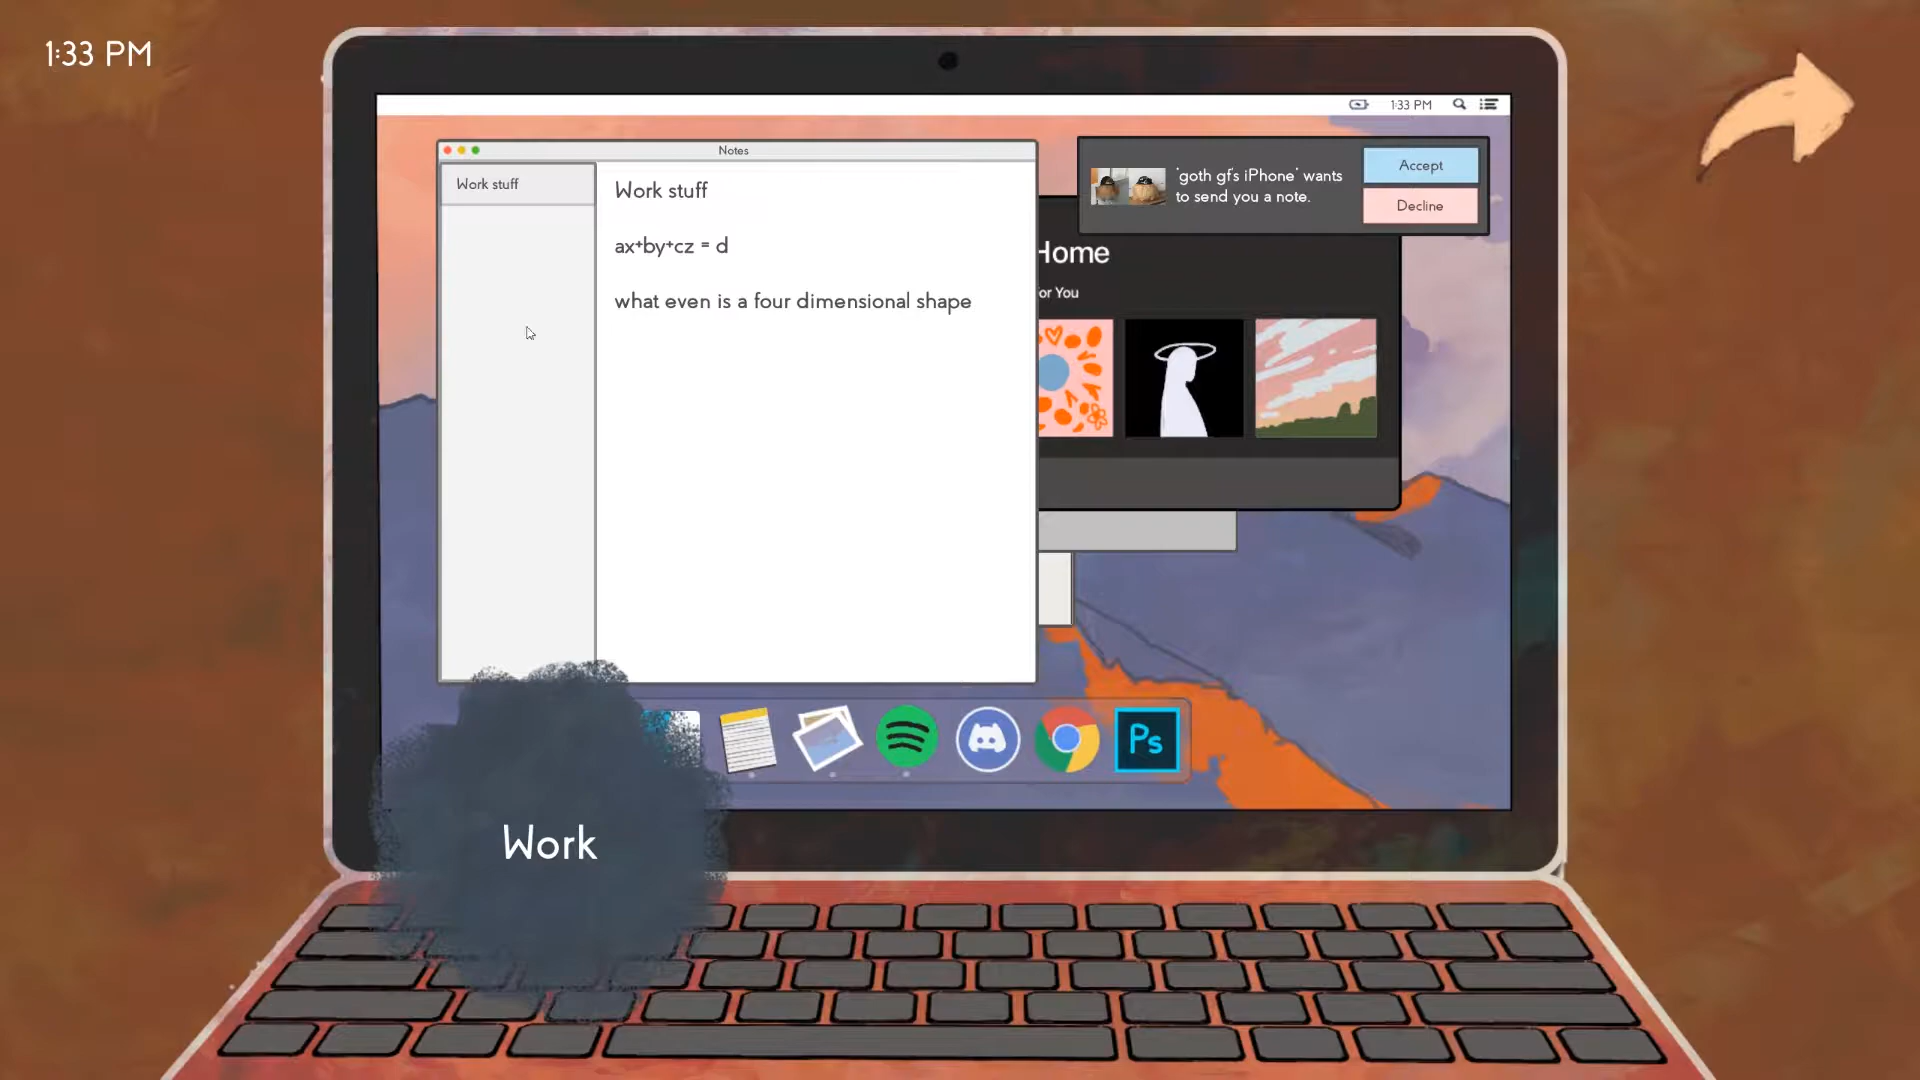 1:33 PM
1:33 PM
Notes
Work stuff
Work stuff
ax+by+cz = d
what even is a four dimensional shape
'goth gf's iPhone' wants
to send you a note.
Accept
Decline
Home
or You
Ps
Work